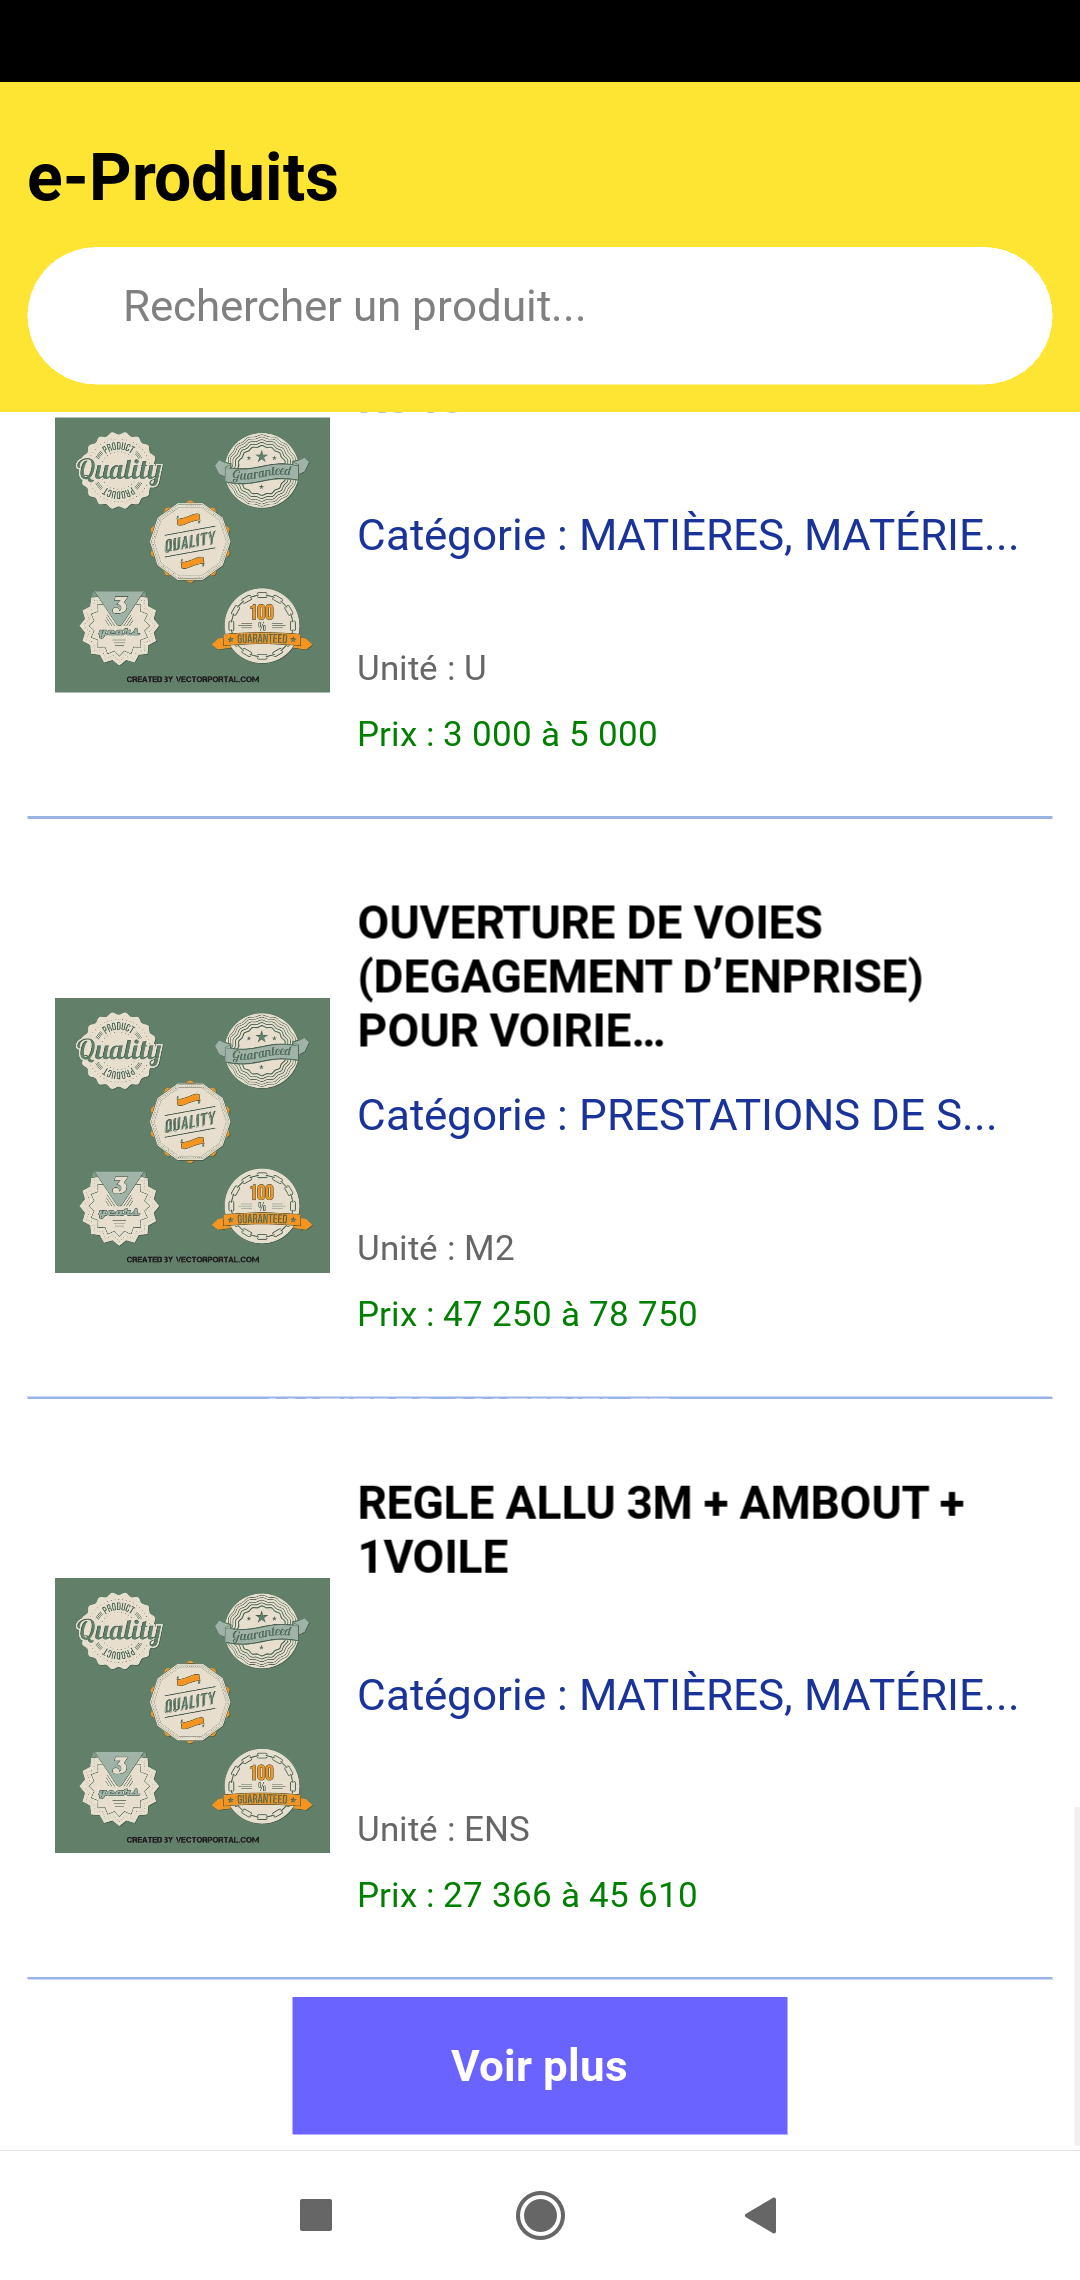 e-Produits
Rechercher un produit...
PRODUCT
Quality
PRODUCT
Guaranteed
QUALITY
3
years
100
%
GUARANTEED
CREATED BY VECTORPORTAL.COM
Catégorie : MATIÈRES, MATÉRIE...
Unité : U
Prix : 3 000 à 5 000
OUVERTURE DE VOIES
(DEGAGEMENT D’ENPRISE)
POUR VOIRIE...
PRODUCT
Quality
PRODUCT
Guaranteed
QUALITY
3
years
100
%
GUARANTEED
CREATED BY VECTORPORTAL.COM
Catégorie : PRESTATIONS DE S...
Unité : M2
Prix : 47 250 à 78 750
REGLE ALLU 3M + AMBOUT +
1VOILE
PRODUCT
Quality
PRODUCT
Guaranteed
QUALITY
3
years
100
%
GUARANTEED
CREATED BY VECTORPORTAL.COM
Catégorie : MATIÈRES, MATÉRIE...
Unité : ENS
Prix : 27 366 à 45 610
Voir plus